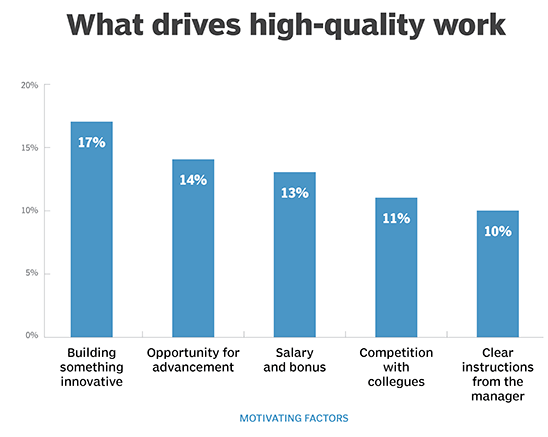 What drives high-quality work
20%
15%
10%
5%
0%
17%
14%
13%
11%
10%
Building
something
innovative
Opportunity for
advancement
Salary
and bonus
Competition
with
collegues
Clear
instructions
from the
manager
MOTIVATING FACTORS